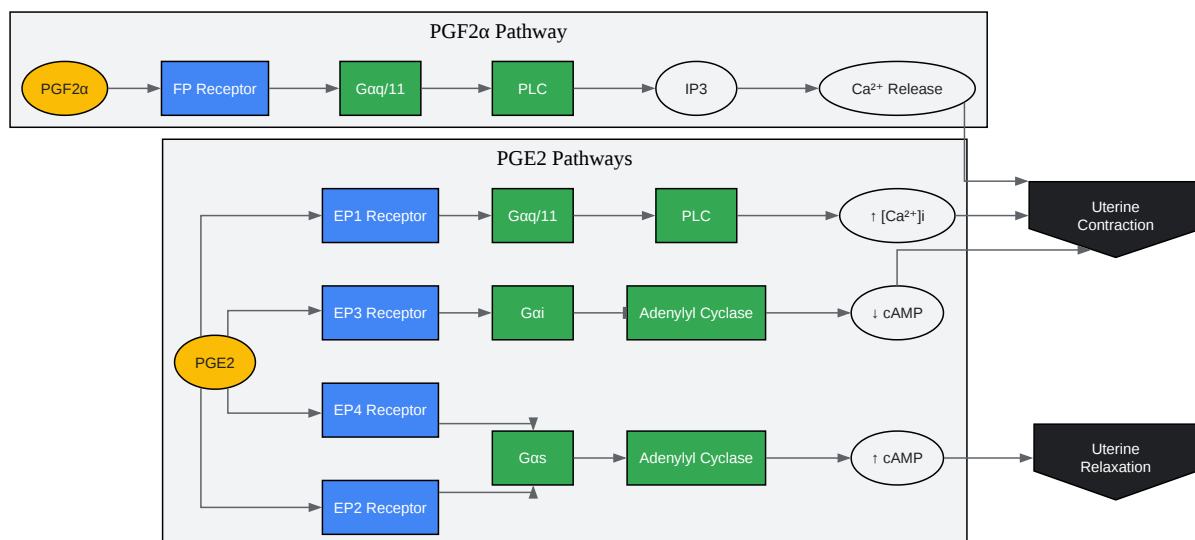 PGF2α Pathway
PGF2α
FP Receptor
Gαq/11
PLC
IP3
Ca²⁺ Release
PGE2 Pathways
EP1 Receptor
Gαq/11
PLC
↑ [Ca²⁺]i
Uterine
Contraction
EP3 Receptor
Gαi
Adenylyl Cyclase
↓ cAMP
PGE2
EP4 Receptor
Gαs
Adenylyl Cyclase
↑ cAMP
Uterine
Relaxation
EP2 Receptor